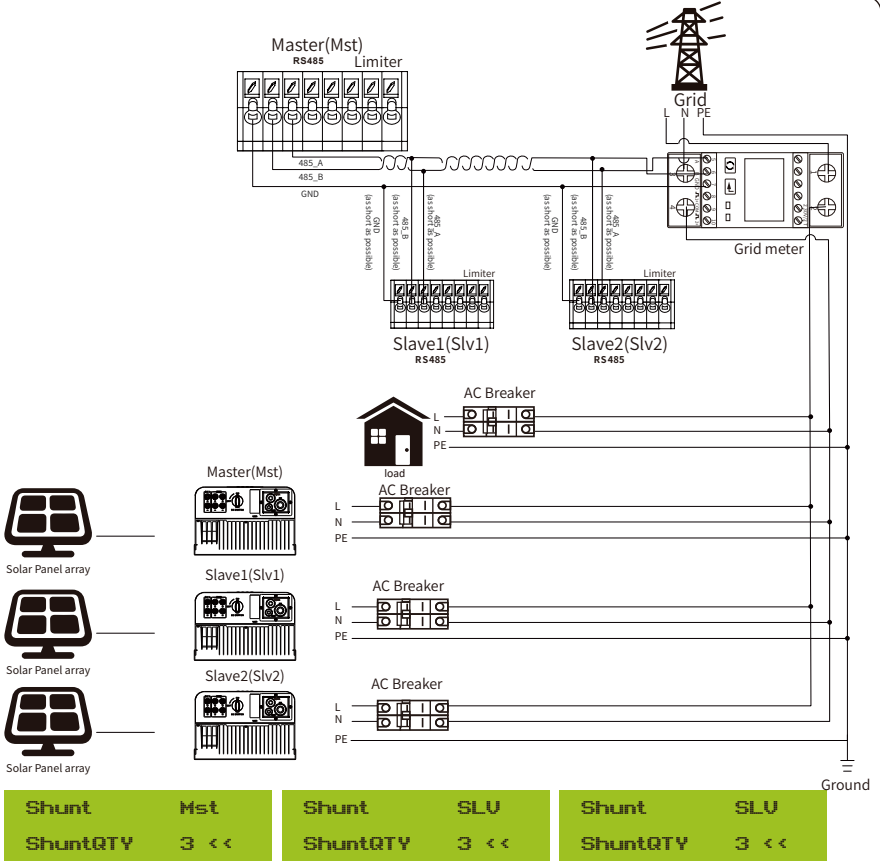 Master(Mst)
RS485
Limiter
Grid
L N PE
485_A
485_B
GND
GND
(as short as possible)
485_B
(as short as possible)
485_A
(as short as possible)
GND
(as short as possible)
485_B
(as short as possible)
485_A
(as short as possible)
Grid meter
Limiter
Slave1(Slv1)
RS485
Limiter
Slave2(Slv2)
RS485
AC Breaker
L
N
PE
load
Master(Mst)
AC Breaker
L
N
PE
Solar Panel array
Slave1(Slv1)
AC Breaker
L
N
PE
Solar Panel array
Slave2(Slv2)
AC Breaker
L
N
PE
Solar Panel array
Ground
Shunt Mst
ShuntQTY 3 <<
Shunt SLV
ShuntQTY 3 <<
Shunt SLV
ShuntQTY 3 <<